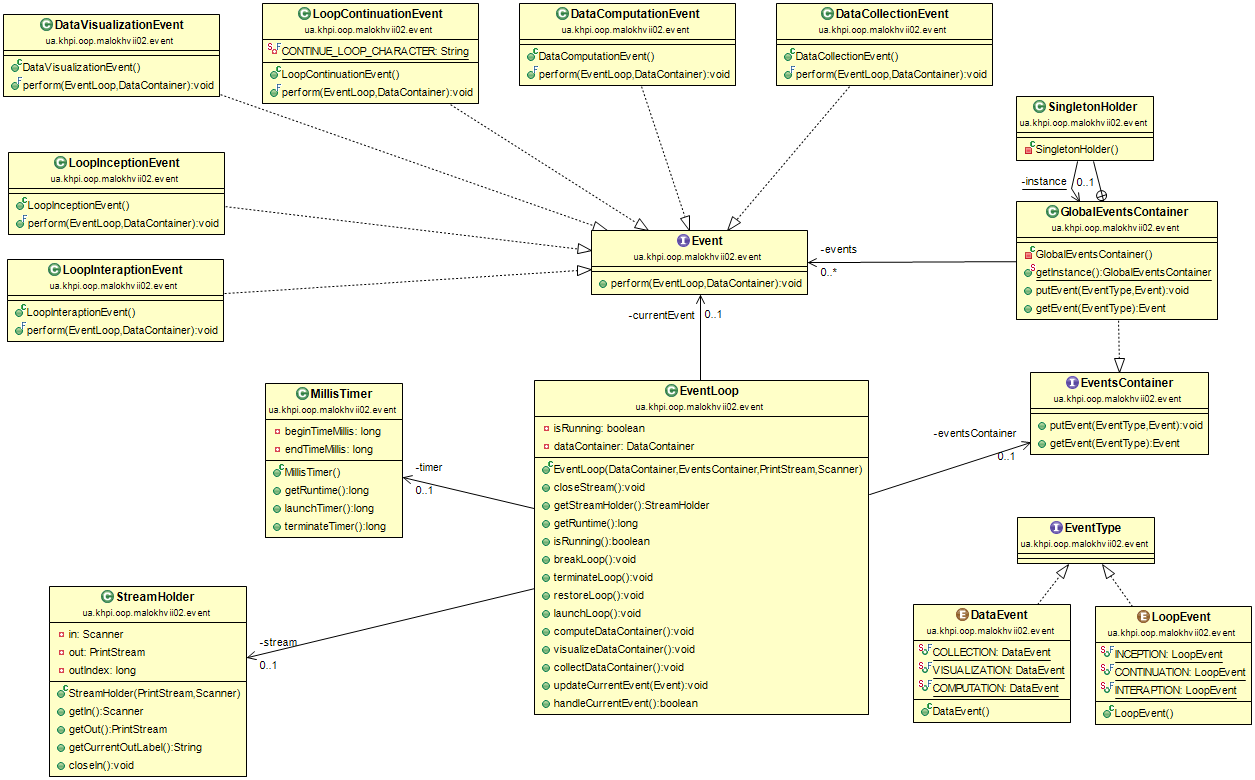 DataVisualizationEvent
ua.khpi.oop.malokhvii02.event
DataVisualizationEvent()
perform(EventLoop,DataContainer):void
LoopContinuationEvent
ua.khpi.oop.malokhvii02.event
CONTINUE_LOOP_CHARACTER: String
LoopContinuationEvent()
perform(EventLoop,DataContainer):void
DataComputationEvent
ua.khpi.oop.malokhvii02.event
DataComputationEvent()
perform(EventLoop,DataContainer):void
DataCollectionEvent
ua.khpi.oop.malokhvii02.event
DataCollectionEvent()
perform(EventLoop,DataContainer):void
SingletonHolder
ua.khpi.oop.malokhvii02.event
SingletonHolder()
-instance
0..1
LoopInceptionEvent
ua.khpi.oop.malokhvii02.event
LoopInceptionEvent()
perform(EventLoop,DataContainer):void
GlobalEventsContainer
ua.khpi.oop.malokhvii02.event
GlobalEventsContainer()
getInstance():GlobalEventsContainer
putEvent(EventType,Event):void
getEvent(EventType):Event
Event
ua.khpi.oop.malokhvii02.event
perform(EventLoop,DataContainer):void
-events
0..*
LoopInteraptionEvent
ua.khpi.oop.malokhvii02.event
LoopInteraptionEvent()
perform(EventLoop,DataContainer):void
-currentEvent
0..1
EventsContainer
ua.khpi.oop.malokhvii02.event
putEvent(EventType,Event):void
getEvent(EventType):Event
MillisTimer
ua.khpi.oop.malokhvii02.event
beginTimeMillis: long
endTimeMillis: long
MillisTimer()
getRuntime():long
launchTimer():long
terminateTimer():long
-timer
0..1
EventLoop
ua.khpi.oop.malokhvii02.event
isRunning: boolean
dataContainer: DataContainer
EventLoop(DataContainer,EventsContainer,PrintStream,Scanner)
closeStream():void
getStreamHolder():StreamHolder
getRuntime():long
isRunning():boolean
breakLoop():void
terminateLoop():void
restoreLoop():void
launchLoop():void
computeDataContainer():void
visualizeDataContainer():void
collectDataContainer():void
updateCurrentEvent(Event):void
handleCurrentEvent():boolean
-eventsContainer
0..1
EventType
ua.khpi.oop.malokhvii02.event
StreamHolder
ua.khpi.oop.malokhvii02.event
in: Scanner
out: PrintStream
outIndex: long
StreamHolder(PrintStream,Scanner)
getIn():Scanner
getOut():PrintStream
getCurrentOutLabel():String
closeIn():void
-stream
0..1
DataEvent
ua.khpi.oop.malokhvii02.event
COLLECTION: DataEvent
VISUALIZATION: DataEvent
COMPUTATION: DataEvent
DataEvent()
LoopEvent
ua.khpi.oop.malokhvii02.event
INCEPTION: LoopEvent
CONTINUATION: LoopEvent
INTERAPTION: LoopEvent
LoopEvent()